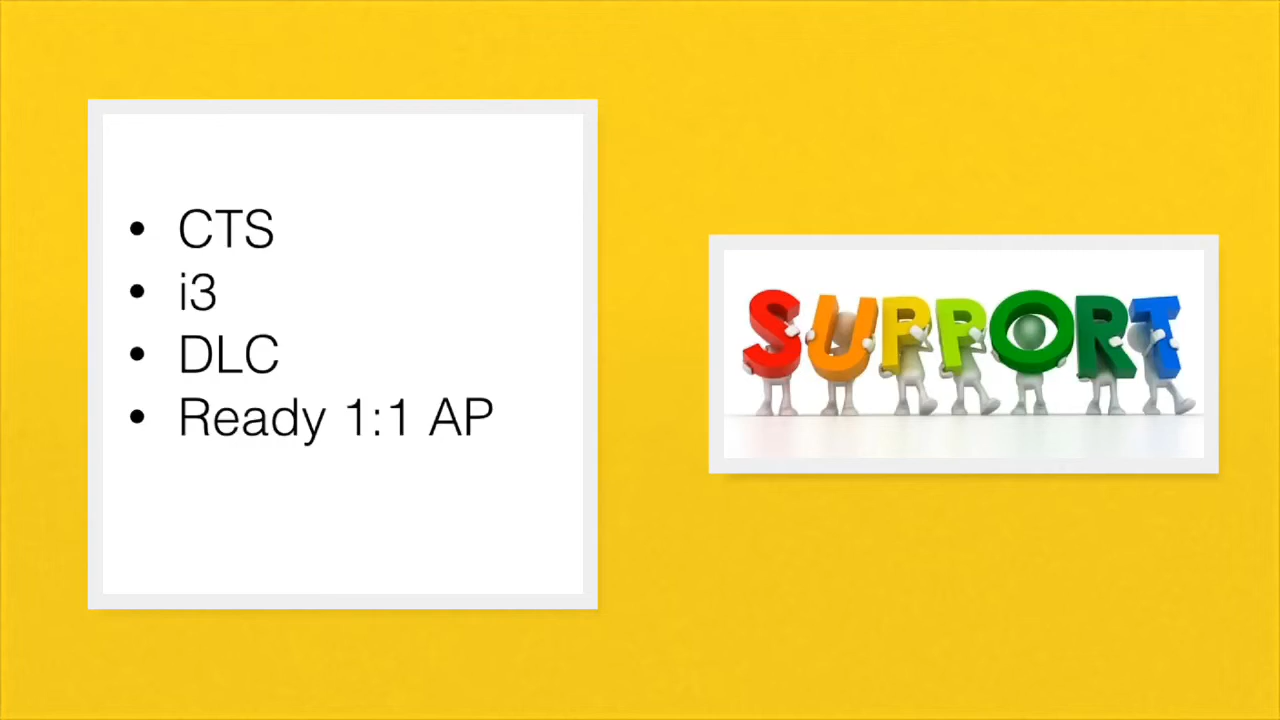 • CTS
• i3
• DLC
• Ready 1:1 AP
SUPPORT